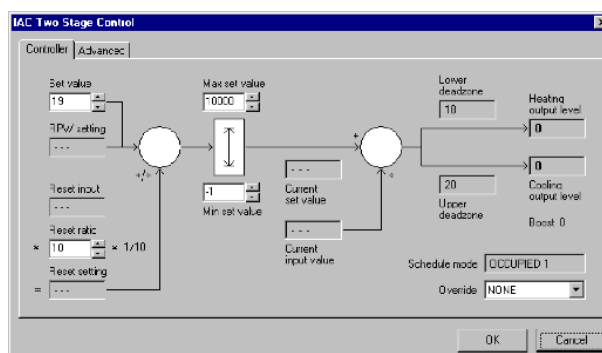 IAC Two Stage Control
Controller
Advanced
Set value
19
RPW setting
- - -
Reset input
- - -
Reset ratio
* 10 * 1/10
Reset setting
= - - -
+/+
Max set value
10000
-1
Min set value
- - -
Current
set value
- - -
Current
input value
+
Lower
deadzone
18
20
Upper
deadzone
Heating
output level
0
0
Cooling
output level
Boost: 0
Schedule mode OCCUPIED 1
Override NONE
OK
Cancel